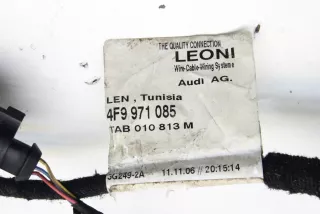 THE QUALITY CONNECTION
LEONI
Wire-Cable-Wiring Systems
Audi AG.
LEN , Tunisia
4F9 971 085
TAB 010 813 M
3G249-2A 11.11.06 // 20:15:14